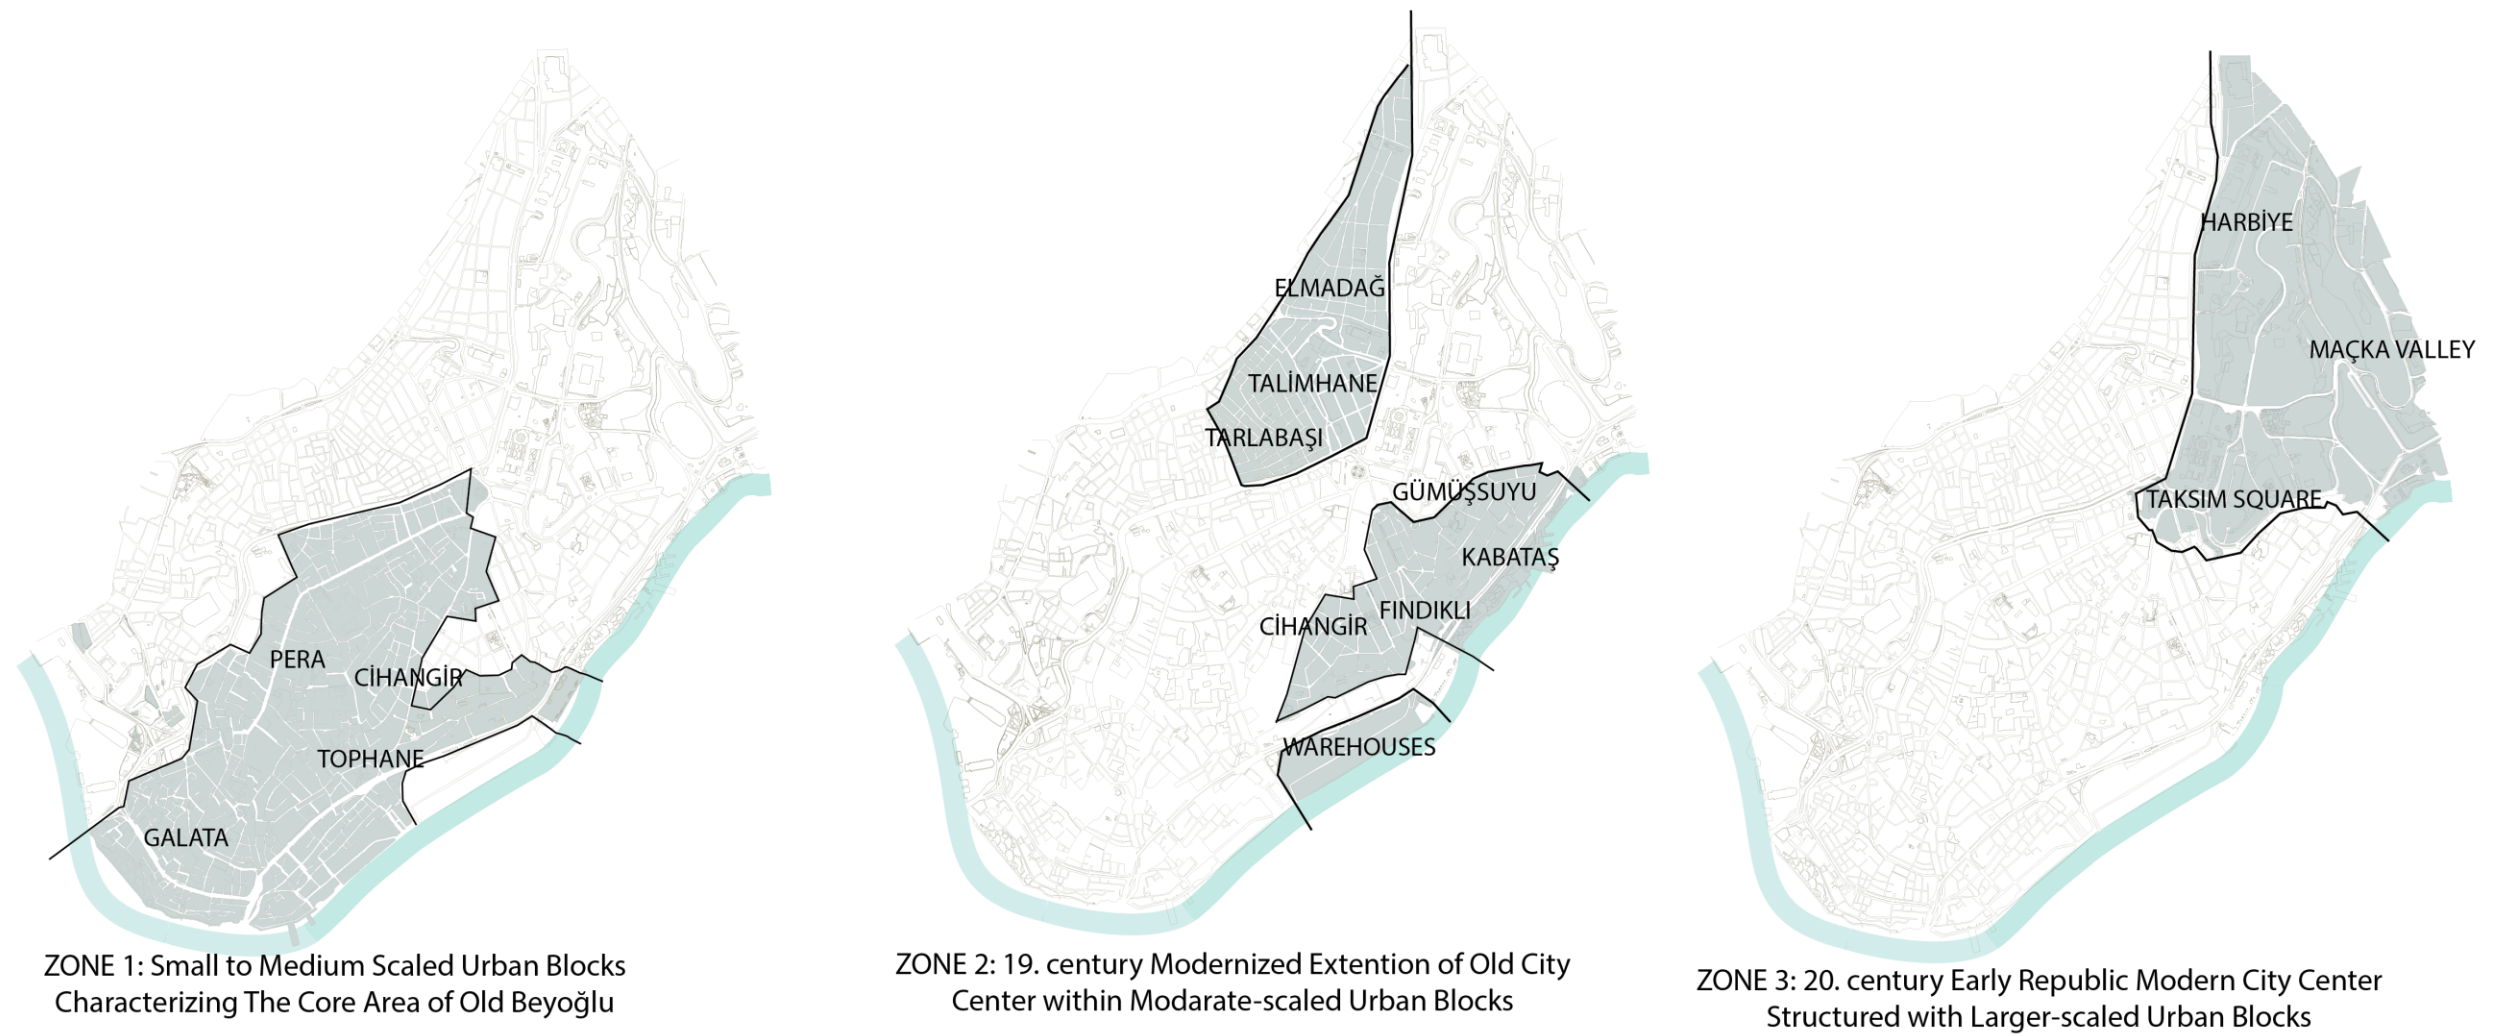 PERA
CİHANGİR
TOPHANE
GALATA
ZONE 1: Small to Medium Scaled Urban Blocks
Characterizing The Core Area of Old Beyoğlu
ELMADAĞ
TALİMHANE
TARLABAŞI
GÜMÜŞSUYU
KABATAŞ
FINDIKLI
CİHANGİR
WAREHOUSES
ZONE 2: 19. century Modernized Extention of Old City
Center within Modarate-scaled Urban Blocks
HARBİYE
MAÇKA VALLEY
TAKSIM SQUARE
ZONE 3: 20. century Early Republic Modern City Center
Structured with Larger-scaled Urban Blocks